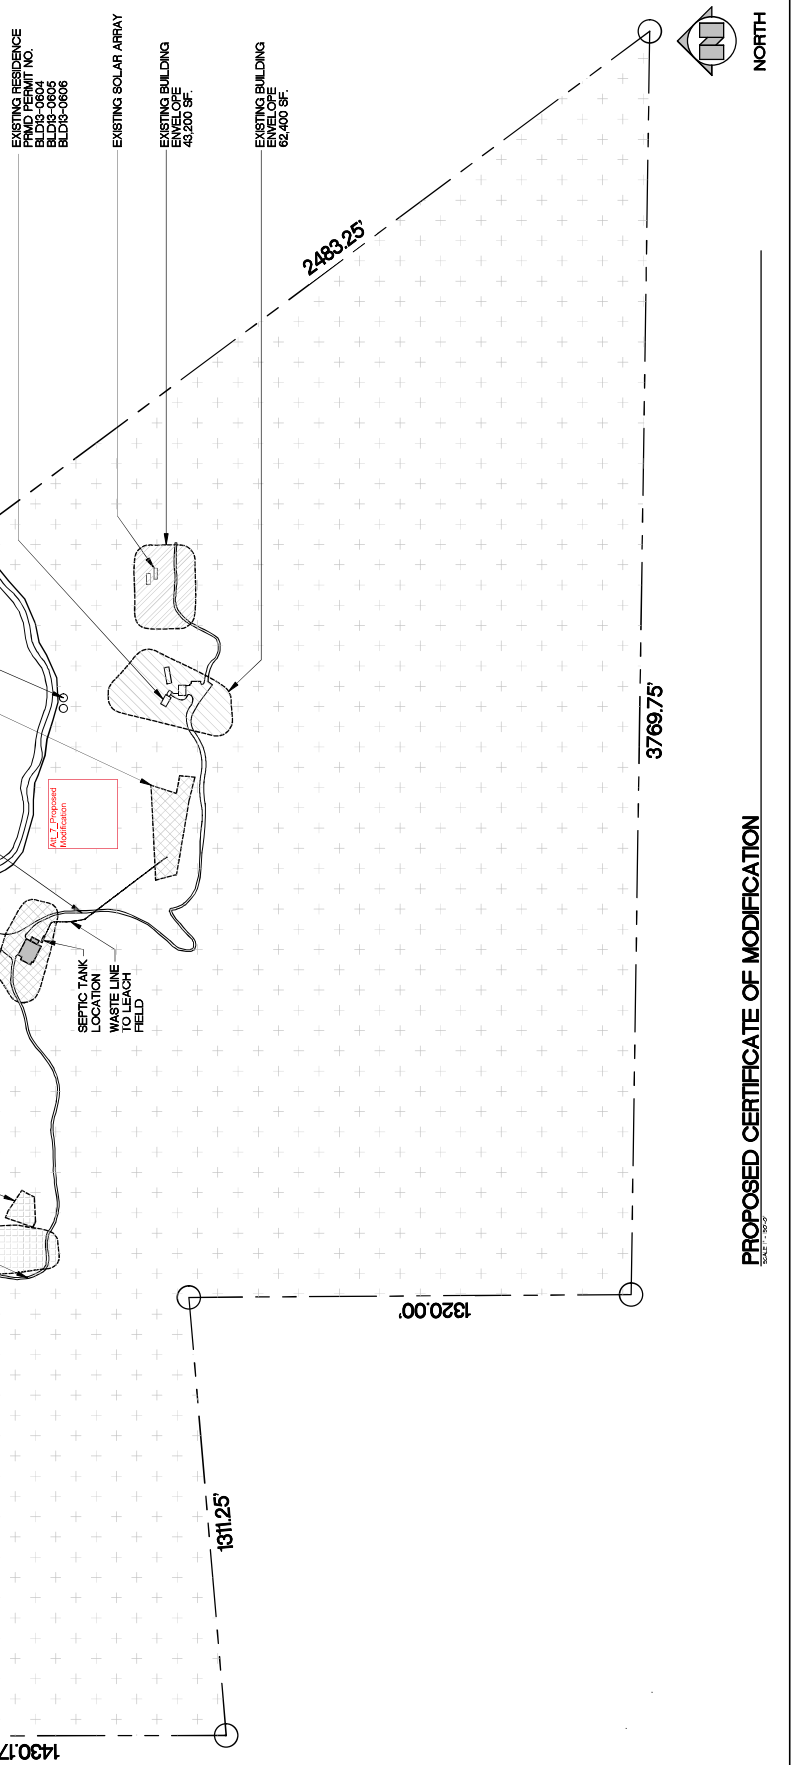 EXISTING RESIDENCE
PRMD PERMIT NO.
BLD13-0604
BLD13-0605
BLD13-0606
EXISTING SOLAR ARRAY
EXISTING BUILDING
ENVELOPE
43,200 SF.
EXISTING BUILDING
ENVELOPE
62,400 SF.
N
NORTH
2483.25'
3769.75'
Att_7_Proposed
Modification
SEPTIC TANK
LOCATION
WASTE LINE
TO LEACH
FIELD
1320.00'
1311.25'
1430.17
PROPOSED CERTIFICATE OF MODIFICATION